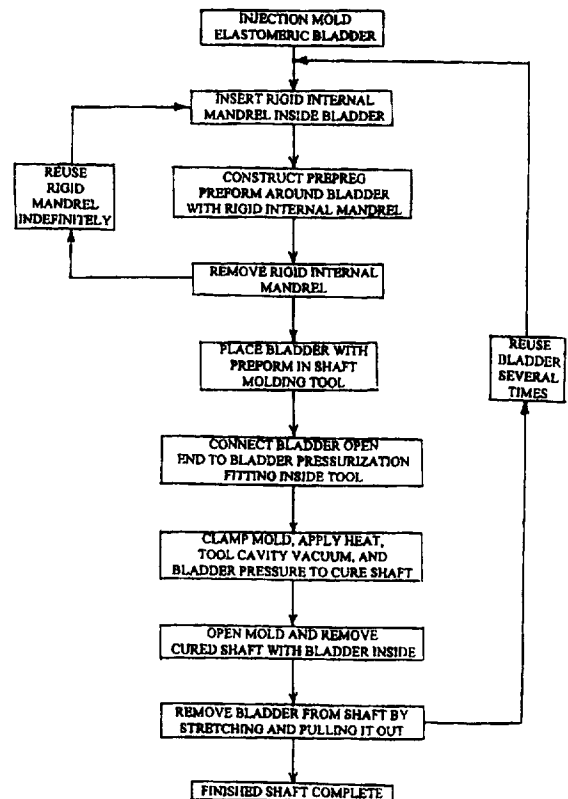 INJECTION MOLD
ELASTOMERIC BLADDER
INSERT RIGID INTERNAL
MANDREL INSIDE BLADDER
REUSE
RIGID
MANDREL
INDEFINITELY
CONSTRUCT PREPREG
PREFORM AROUND BLADDER
WITH RIGID INTERNAL MANDREL
REMOVE RIGID INTERNAL
MANDREL
PLACE BLADDER WITH
PREFORM IN SHAFT
MOLDING TOOL
REUSE
BLADDER
SEVERAL
TIMES
CONNECT BLADDER OPEN
END TO BLADDER PRESSURIZATION
FITTING INSIDE TOOL
CLAMP MOLD, APPLY HEAT,
TOOL CAVITY VACUUM, AND
BLADDER PRESSURE TO CURE SHAFT
OPEN MOLD AND REMOVE
CURED SHAFT WITH BLADDER INSIDE
REMOVE BLADDER FROM SHAFT BY
STRETCHING AND PULLING IT OUT
FINISHED SHAFT COMPLETE